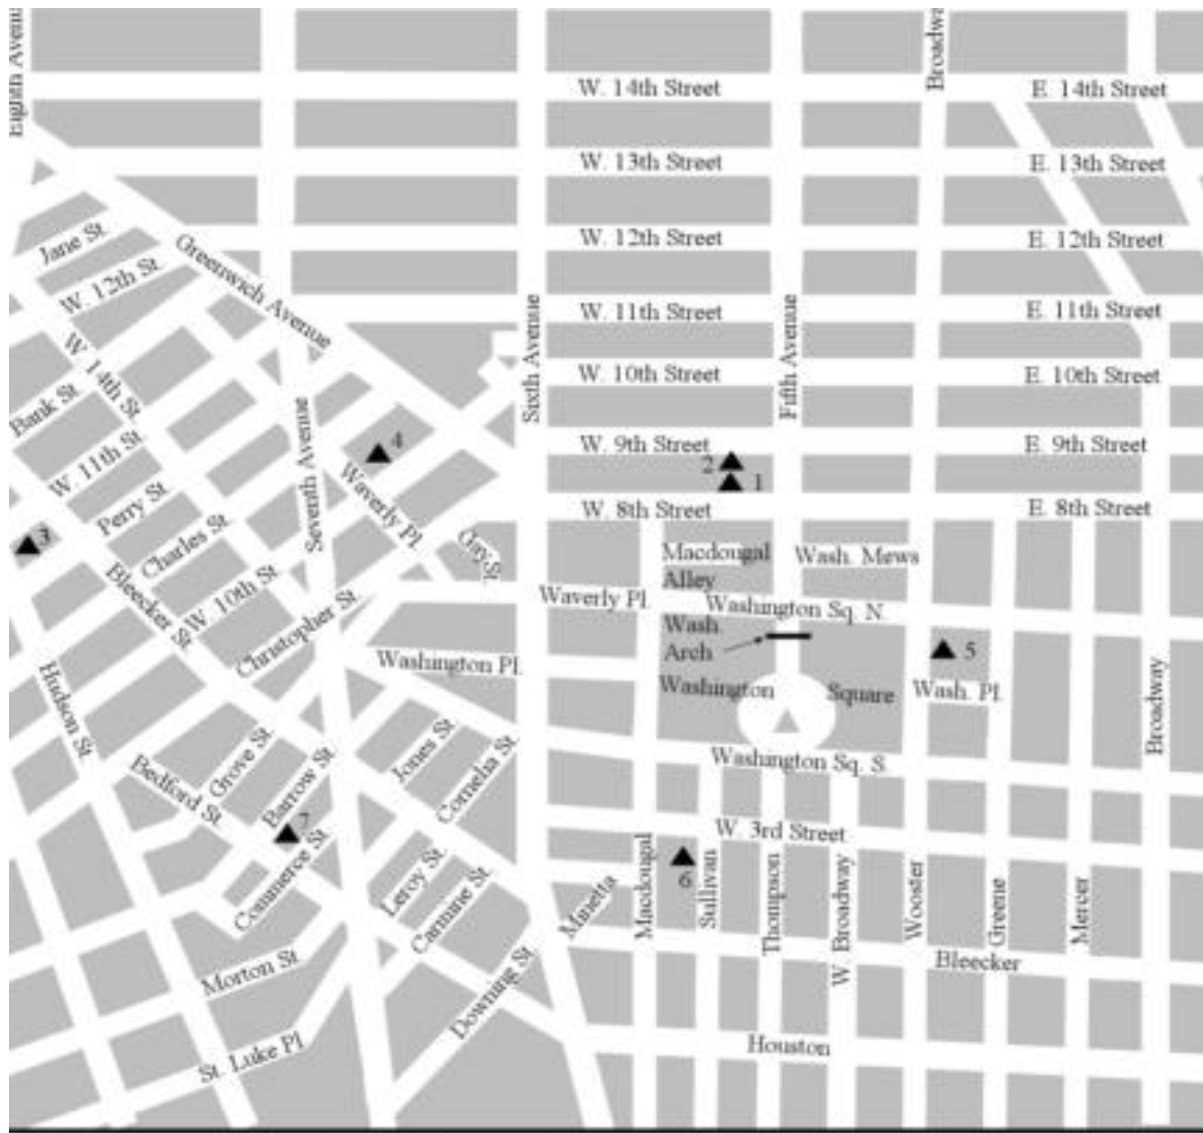 Eighth Avenu
Broadwa
W. 14th Street
E. 14th Street
W. 13th Street
E. 13th Street
Jane St.
W. 12th Street
E. 12th Street
Greenwich Avenue
W. 12th St.
W. 11th Street
E. 11th Street
Sixth Avenue
Fifth Avenue
W. 14th St.
W. 10th Street
E. 10th Street
Bank St
W. 11th St.
Seventh Avenue
4
W. 9th Street
E. 9th Street
2
1
Waverly Pl.
Perry St.
W. 8th Street
E. 8th Street
3
Charles St.
Gay St.
Macdougal
Alley
Wash. Mews
Bleecker St
W. 10th St
Waverly Pl.
Washington Sq. N.
Christopher St.
Wash.
Arch
5
Washington Pl.
Washington
Square
Wash. Pl.
Hudson St
Broadway
Grove St.
Jones St.
Cornelia St.
Washington Sq. S.
Bedford St.
Barrow St.
7
W. 3rd Street
Commerce St.
Leroy St.
6
Carmine St.
Minetta
Macdougal
Sullivan
Thompson
W. Broadway
Wooster
Greene
Mercer
Bleecker
Morton St
Downing St.
St. Luke Pl.
Houston